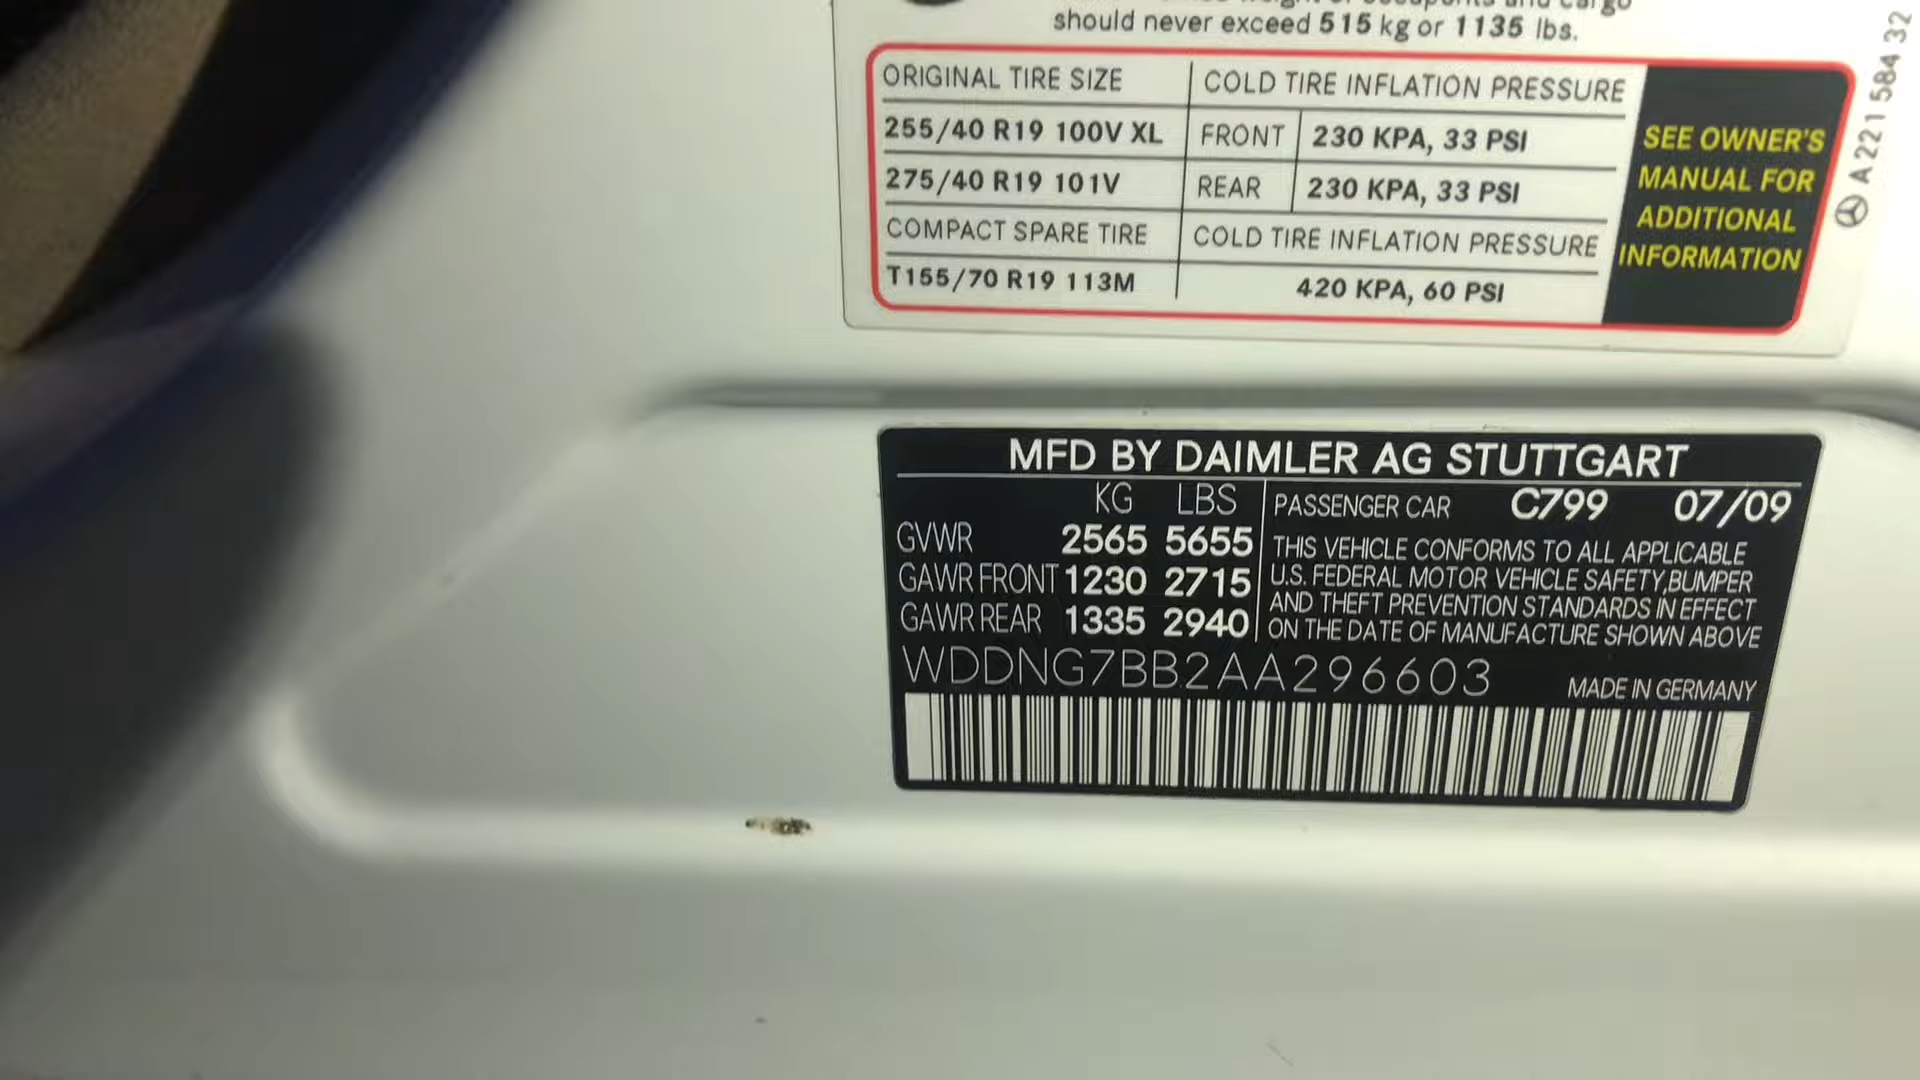 should never exceed 515 kg or 1135 lbs.
ORIGINAL TIRE SIZE COLD TIRE INFLATION PRESSURE
255/40 R19 100V XL FRONT 230 KPA, 33 PSI
275/40 R19 101V REAR 230 KPA, 33 PSI
COMPACT SPARE TIRE COLD TIRE INFLATION PRESSURE
T155/70 R19 113M 420 KPA, 60 PSI
SEE OWNER'S
MANUAL FOR
ADDITIONAL
INFORMATION
A 221 584 32
MFD BY DAIMLER AG STUTTGART
KG LBS
GVWR 2565 5655
GAWR FRONT 1230 2715
GAWR REAR 1335 2940
PASSENGER CAR C799 07/09
THIS VEHICLE CONFORMS TO ALL APPLICABLE
U.S. FEDERAL MOTOR VEHICLE SAFETY,BUMPER
AND THEFT PREVENTION STANDARDS IN EFFECT
ON THE DATE OF MANUFACTURE SHOWN ABOVE
WDDNG7BB2AA296603
MADE IN GERMANY